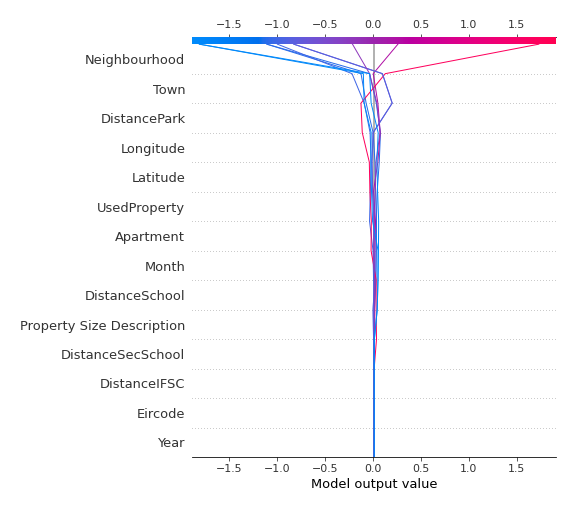 −1.5 −1.0 −0.5 0.0 0.5 1.0 1.5
Neighbourhood
Town
DistancePark
Longitude
Latitude
UsedProperty
Apartment
Month
DistanceSchool
Property Size Description
DistanceSecSchool
DistanceIFSC
Eircode
Year
−1.5 −1.0 −0.5 0.0 0.5 1.0 1.5
Model output value